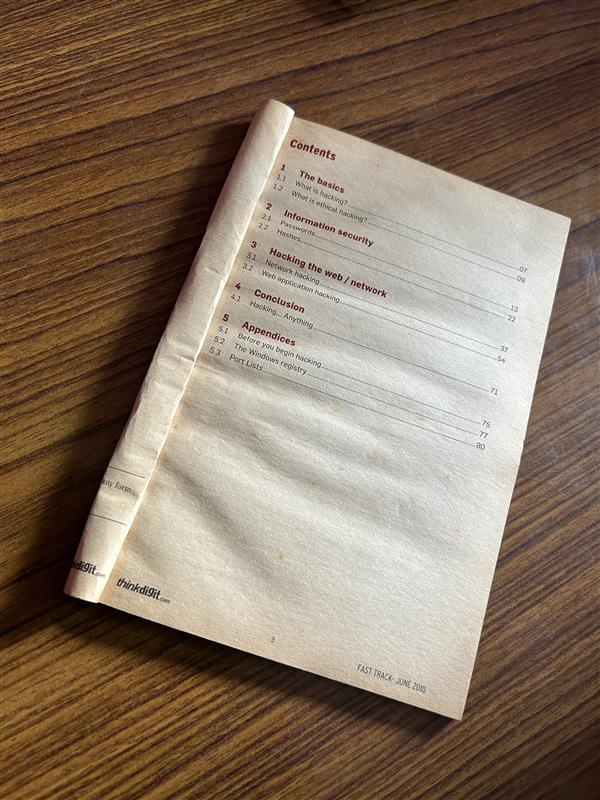 Contents
1 The basics
1.1 What is hacking?.......07
1.2 What is ethical hacking?.......09
2 Information security
2.1 Passwords.......13
2.2 Hashes.......22
3 Hacking the web / network
3.1 Network hacking.......37
3.2 Web application hacking.......54
4 Conclusion
4.1 Hacking... Anything.......71
5 Appendices
5.1 Before you begin hacking.......75
5.2 The Windows registry.......77
5.3 Port Lists.......80
any form
thinkdigit.com
3
FAST TRACK- JUNE 2010